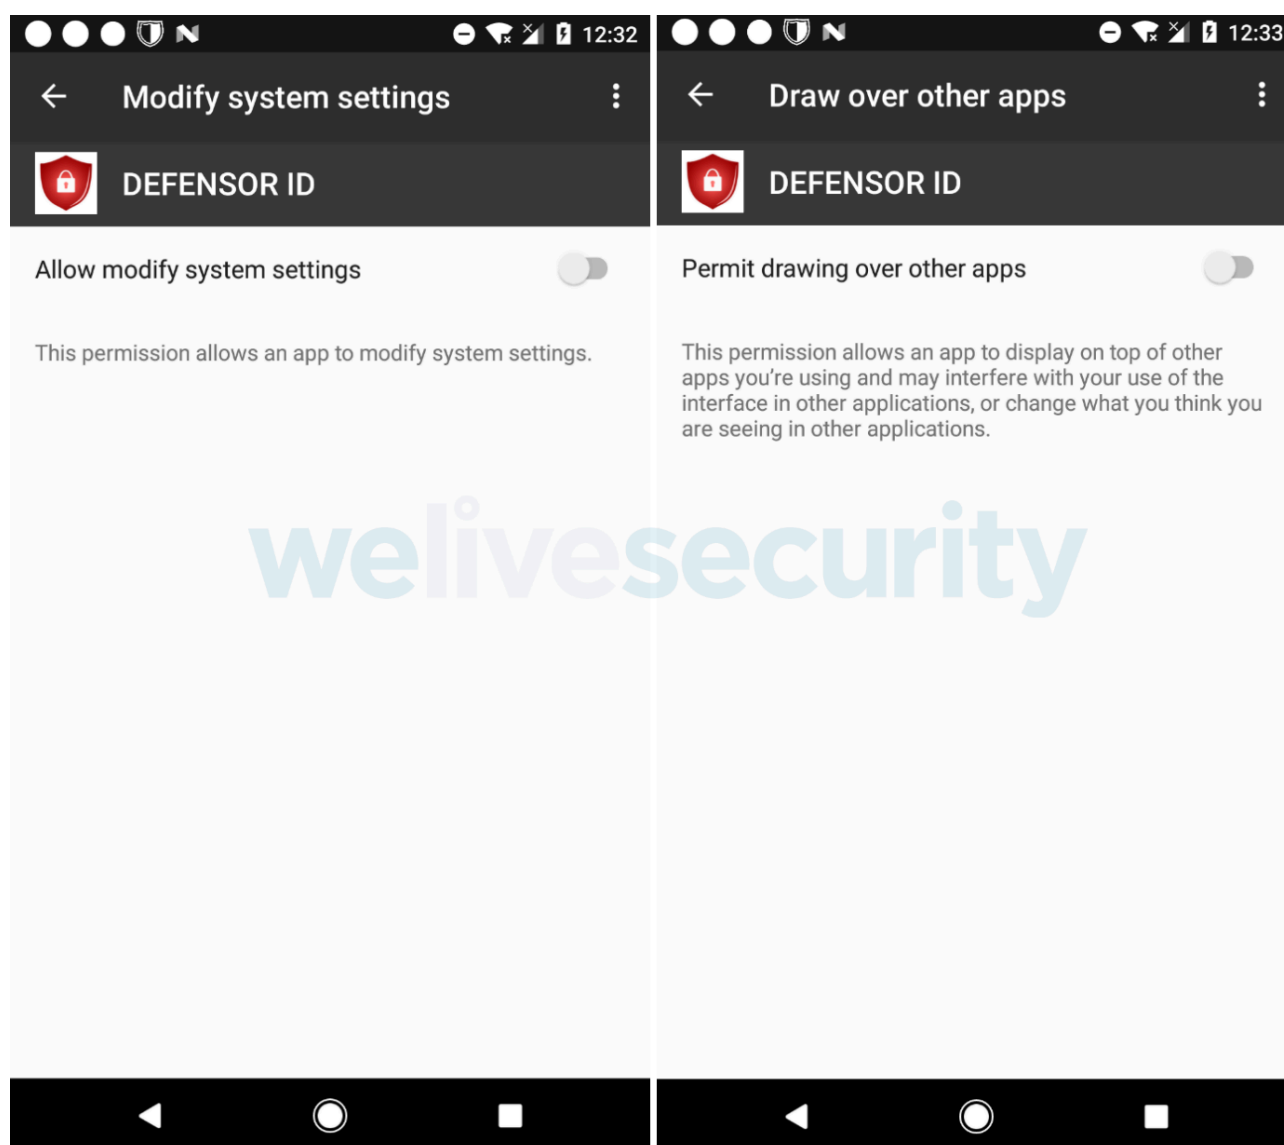 12:32
Modify system settings
DEFENSOR ID
Allow modify system settings
This permission allows an app to modify system settings.
12:33
Draw over other apps
DEFENSOR ID
Permit drawing over other apps
This permission allows an app to display on top of other
apps you’re using and may interfere with your use of the
interface in other applications, or change what you think you
are seeing in other applications.
welivesecurity